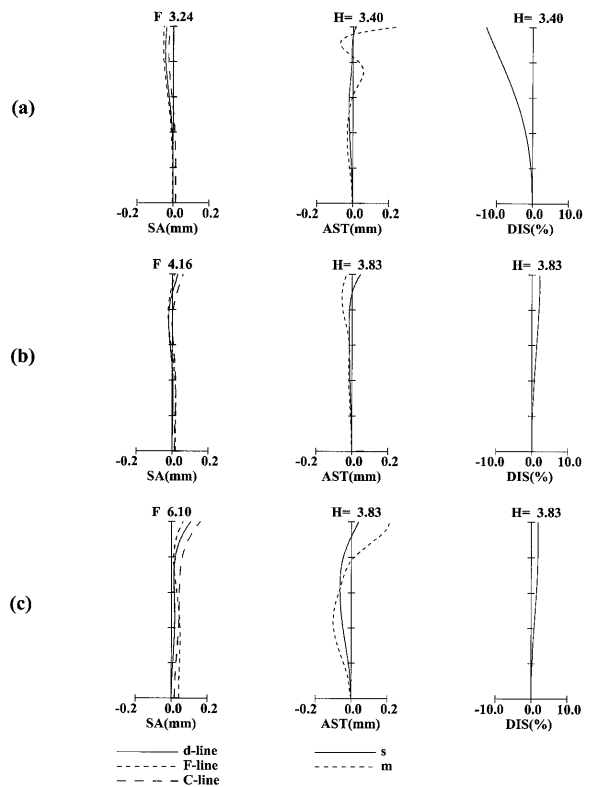 F 3.24 H= 3.40 H= 3.40
(a)
-0.2 0.0 0.2 -0.2 0.0 0.2 -10.0 0.0 10.0
SA(mm) AST(mm) DIS(%)
F 4.16 H= 3.83 H= 3.83
(b)
-0.2 0.0 0.2 -0.2 0.0 0.2 -10.0 0.0 10.0
SA(mm) AST(mm) DIS(%)
F 6.10 H= 3.83 H= 3.83
(c)
-0.2 0.0 0.2 -0.2 0.0 0.2 -10.0 0.0 10.0
SA(mm) AST(mm) DIS(%)
d-line s
F-line m
C-line